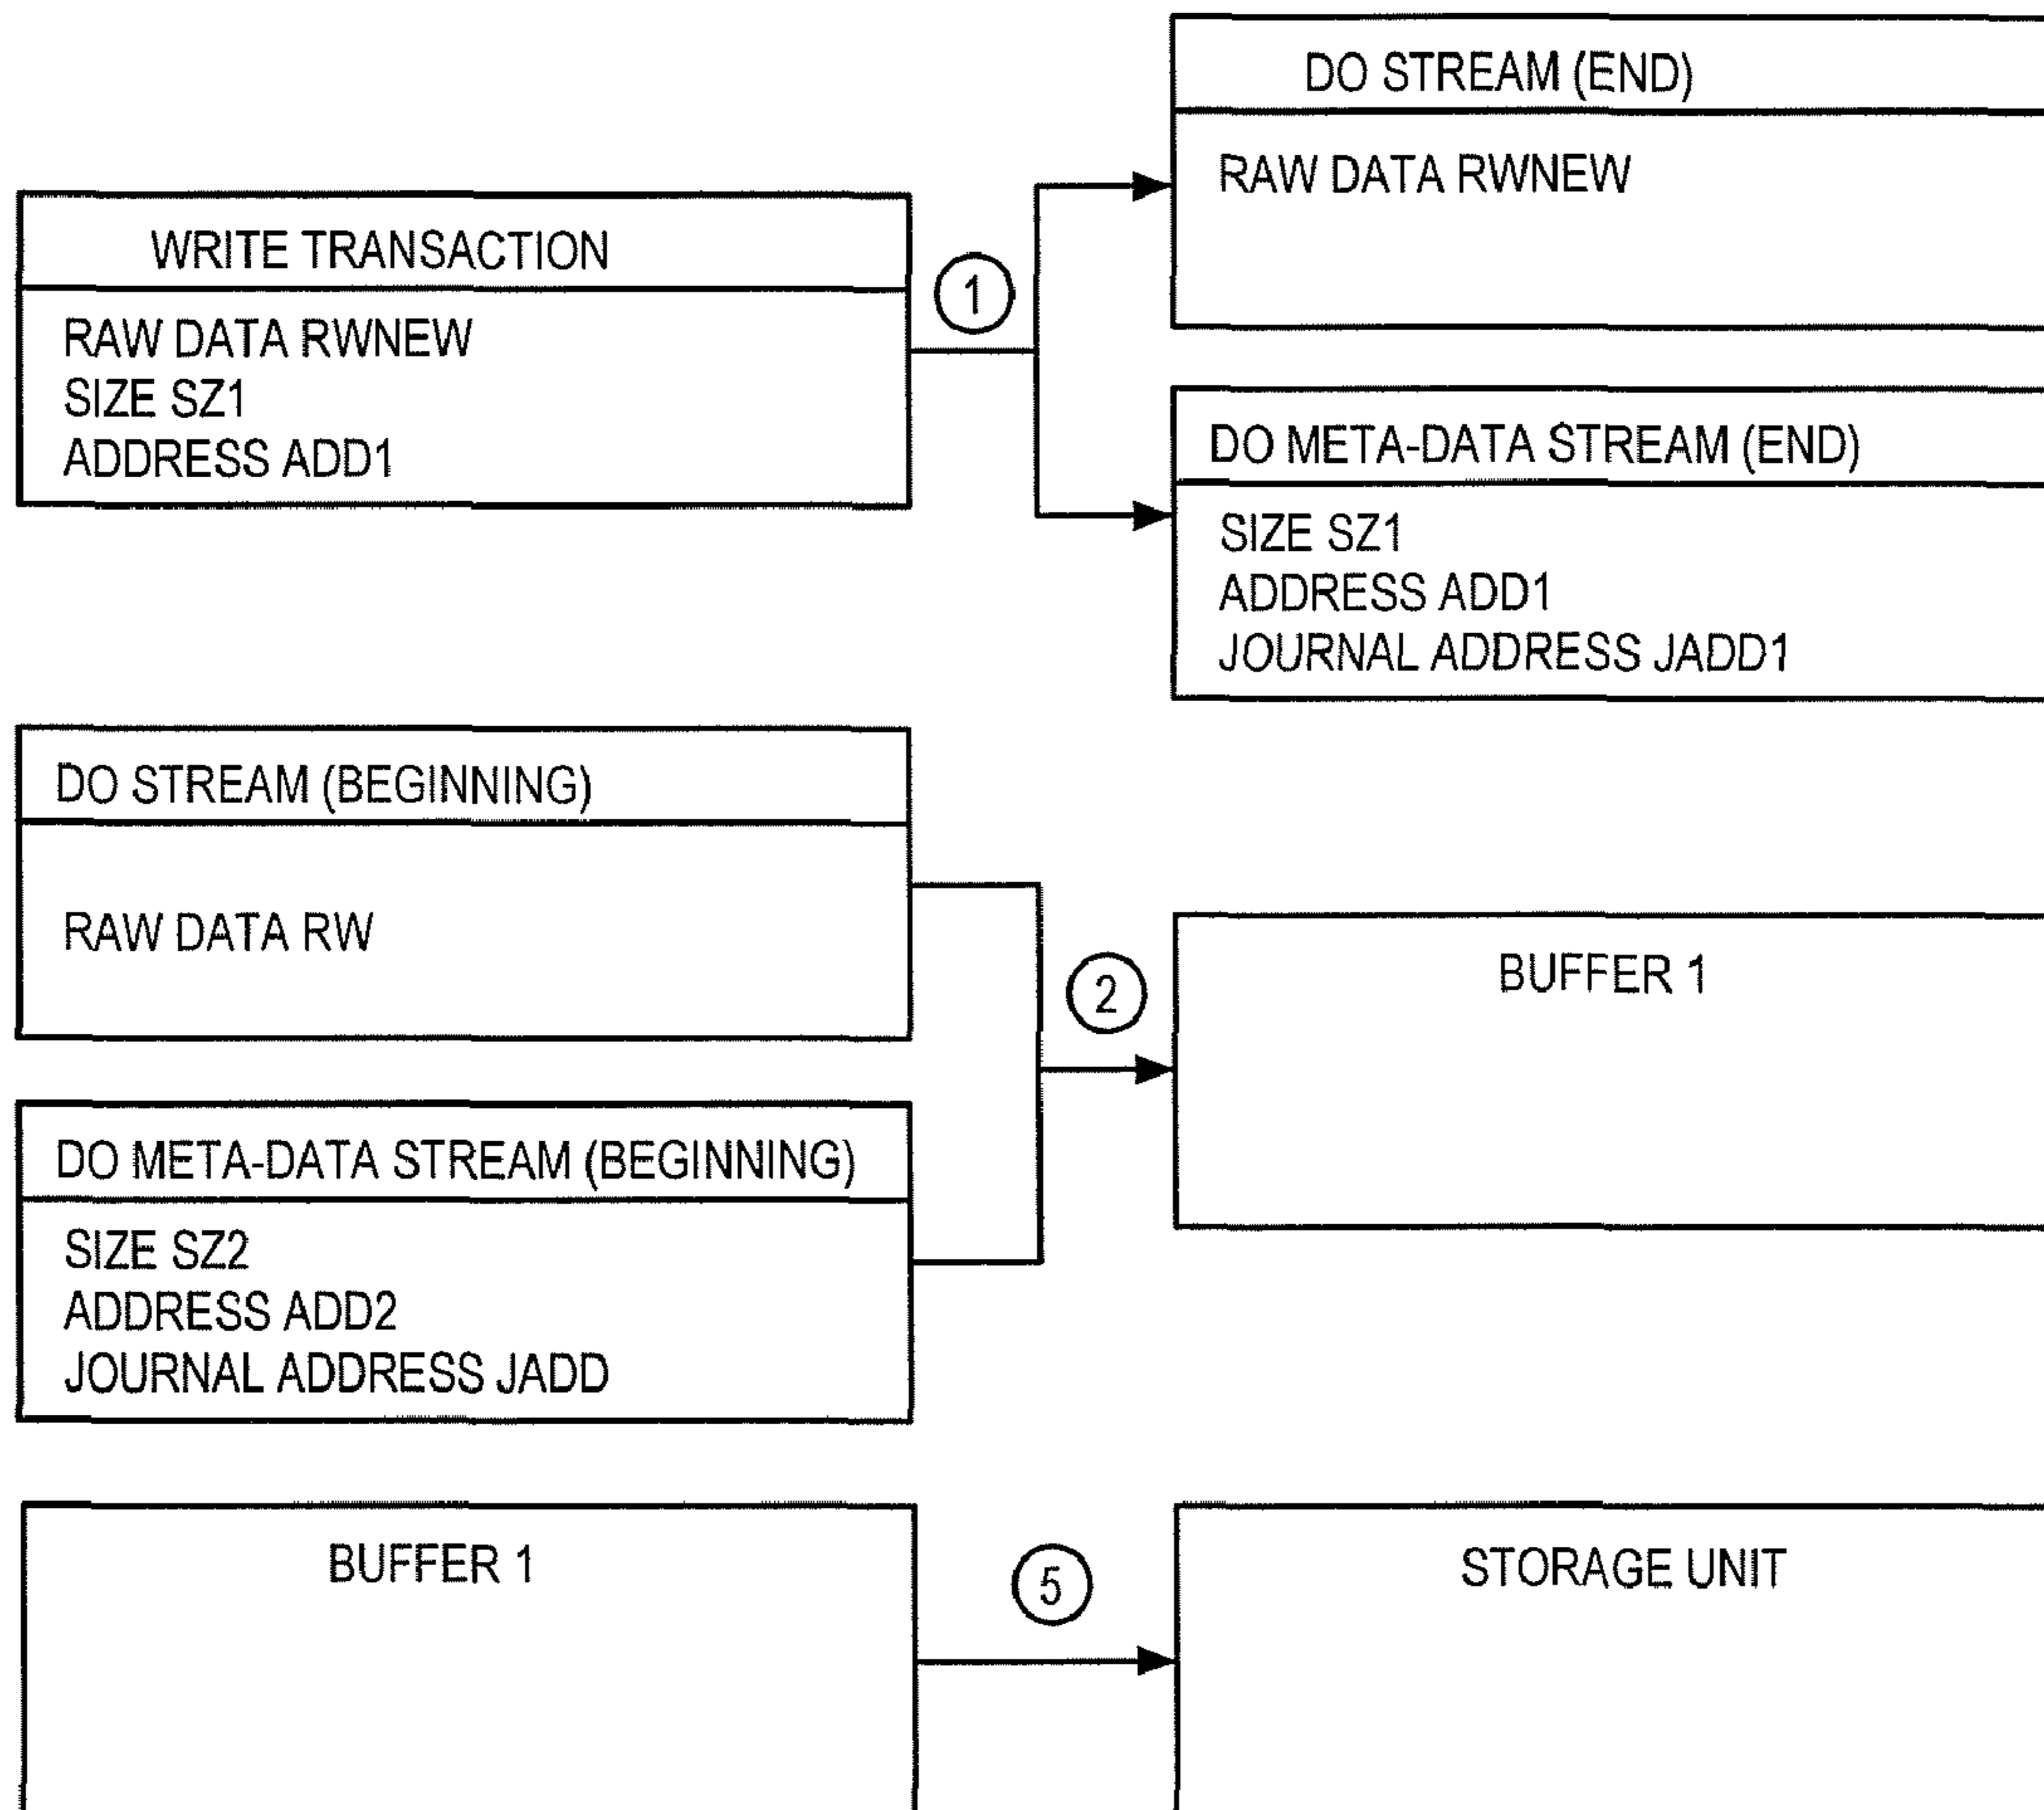 WRITE TRANSACTION
RAW DATA RWNEW
SIZE SZ1
ADDRESS ADD1
1
DO STREAM (END)
RAW DATA RWNEW
DO META-DATA STREAM (END)
SIZE SZ1
ADDRESS ADD1
JOURNAL ADDRESS JADD1
DO STREAM (BEGINNING)
RAW DATA RW
DO META-DATA STREAM (BEGINNING)
SIZE SZ2
ADDRESS ADD2
JOURNAL ADDRESS JADD
2
BUFFER 1
BUFFER 1
5
STORAGE UNIT